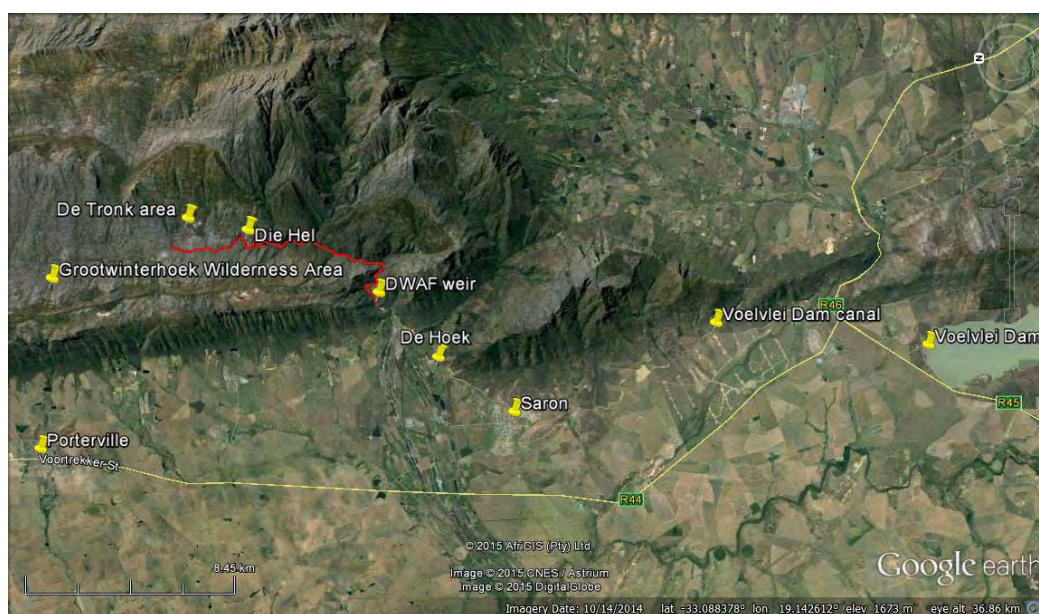 N
De Tronk area
Die Hel
Grootwinterhoek Wilderness Area
DWAF weir
R46
Voelvlei Dam canal
De Hoek
Voelvlei Dam
Saron
R45
Porterville
Voortrekker St
R44
© 2015 AfriGIS (Pty) Ltd.
8.45 km
Image © 2015 CNES / Astrium
Image © 2015 DigitalGlobe
Google earth
Imagery Date: 10/14/2014 lat -33.088378° lon 19.142612° elev 1673 m eye alt 36.86 km